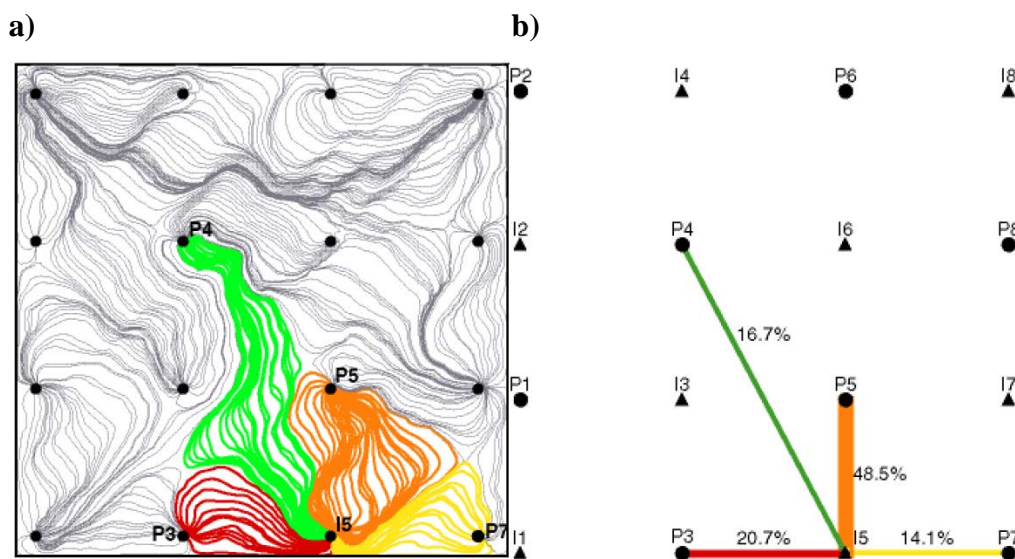 a)
b)
P4
P5
P3
I5
P7
P2
I4
P6
I8
I2
P4
I6
P8
16.7%
P1
I3
P5
I7
48.5%
I1
P3
20.7%
I5
14.1%
P7